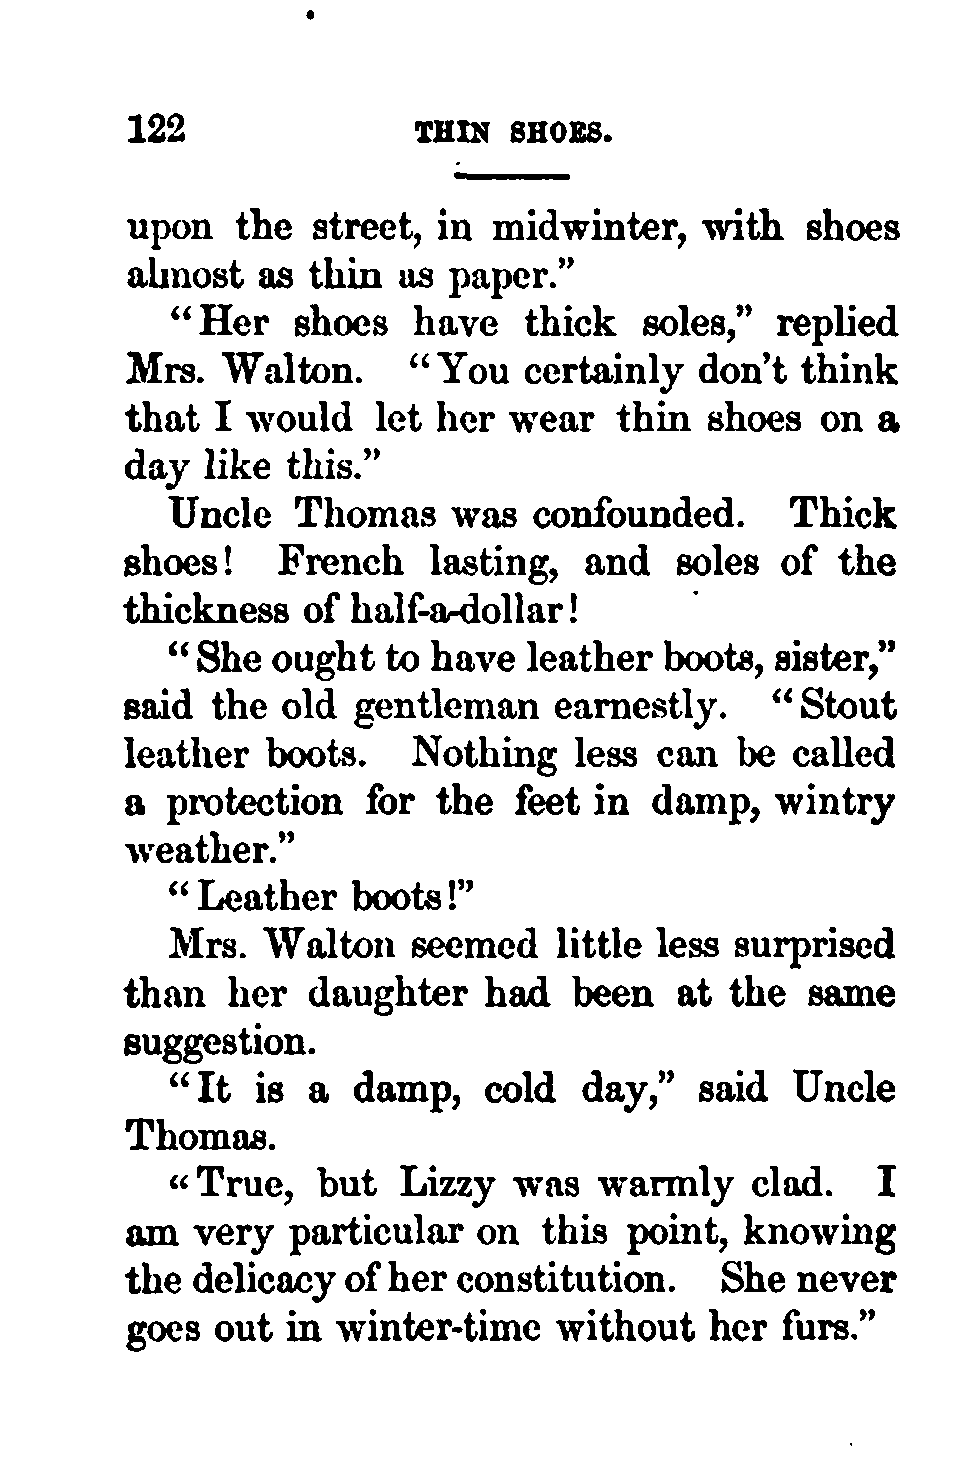 122 THIN SHOES.
upon the street, in midwinter, with shoes
almost as thin as paper."
"Her shoes have thick soles," replied
Mrs. Walton. "You certainly don't think
that I would let her wear thin shoes on a
day like this."
Uncle Thomas was confounded. Thick
shoes! French lasting, and soles of the
thickness of half-a-dollar!
"She ought to have leather boots, sister,"
said the old gentleman earnestly. "Stout
leather boots. Nothing less can be called
a protection for the feet in damp, wintry
weather."
"Leather boots!"
Mrs. Walton seemed little less surprised
than her daughter had been at the same
suggestion.
"It is a damp, cold day," said Uncle
Thomas.
"True, but Lizzy was warmly clad. I
am very particular on this point, knowing
the delicacy of her constitution. She never
goes out in winter-time without her furs."